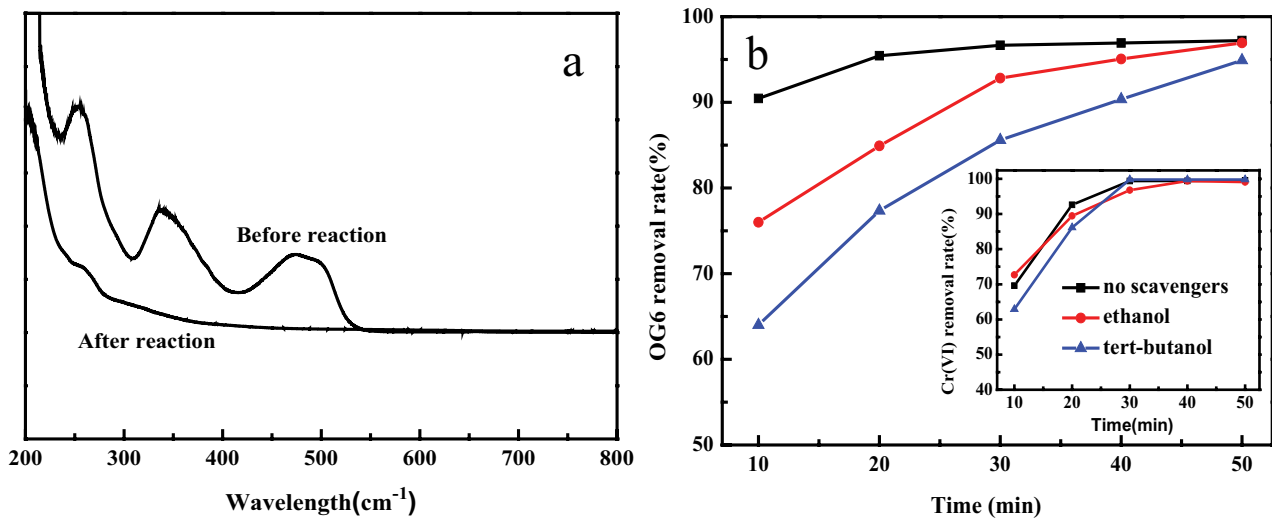 a
Before reaction
After reaction
200 300 400 500 600 700 800
Wavelength(cm-1)
b
OG6 removal rate(%)
100
90
80
70
60
50
10 20 30 40 50
Time (min)
Cr(VI) removal rate(%)
100
90
80
70
60
50
40
no scavengers
ethanol
tert-butanol
10 20 30 40 50
Time(min)